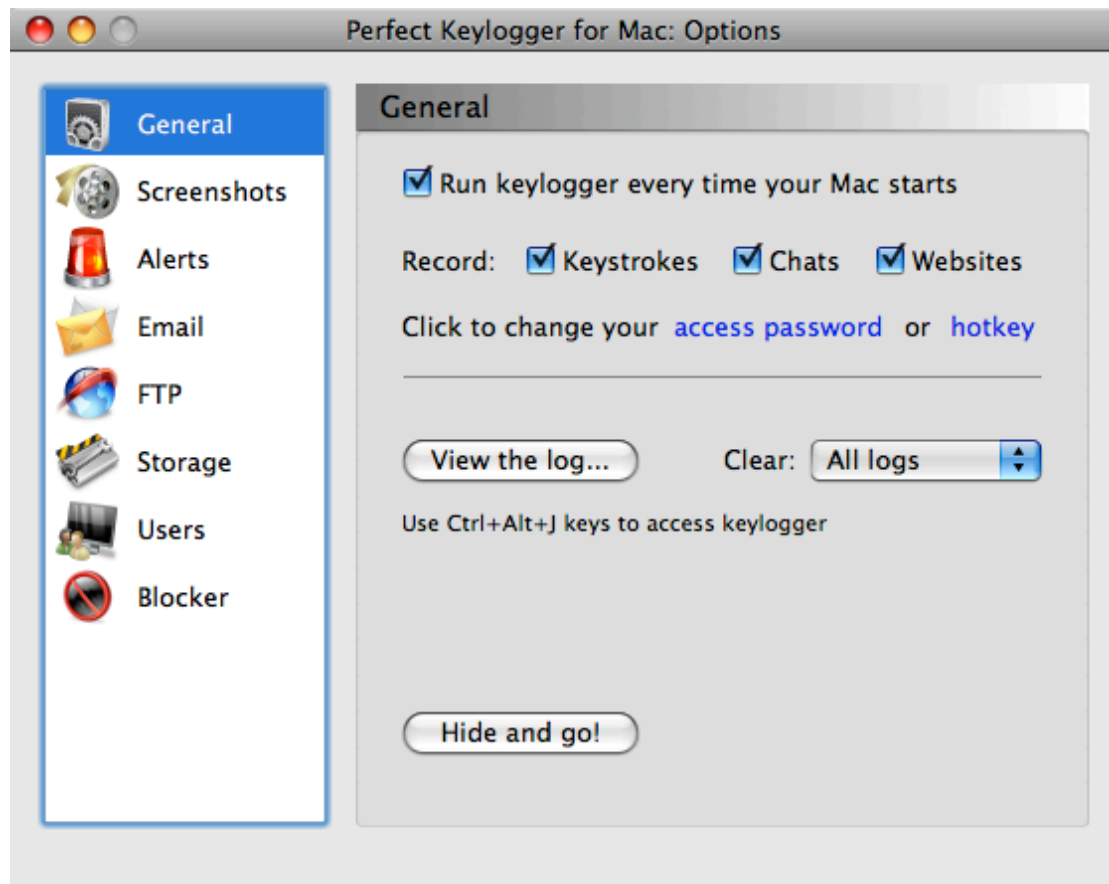 Perfect Keylogger for Mac: Options
General
Screenshots
Alerts
Email
FTP
Storage
Users
Blocker
General
Run keylogger every time your Mac starts
Record: Keystrokes Chats Websites
Click to change your access password or hotkey
View the log... Clear: All logs
Use Ctrl+Alt+J keys to access keylogger
Hide and go!